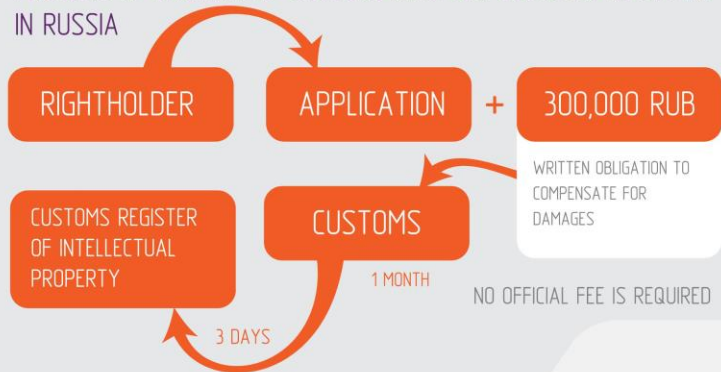 IN RUSSIA
RIGHTHOLDER
APPLICATION
+
300,000 RUB
WRITTEN OBLIGATION TO
COMPENSATE FOR
DAMAGES
CUSTOMS
1 MONTH
CUSTOMS REGISTER
OF INTELLECTUAL
PROPERTY
3 DAYS
NO OFFICIAL FEE IS REQUIRED